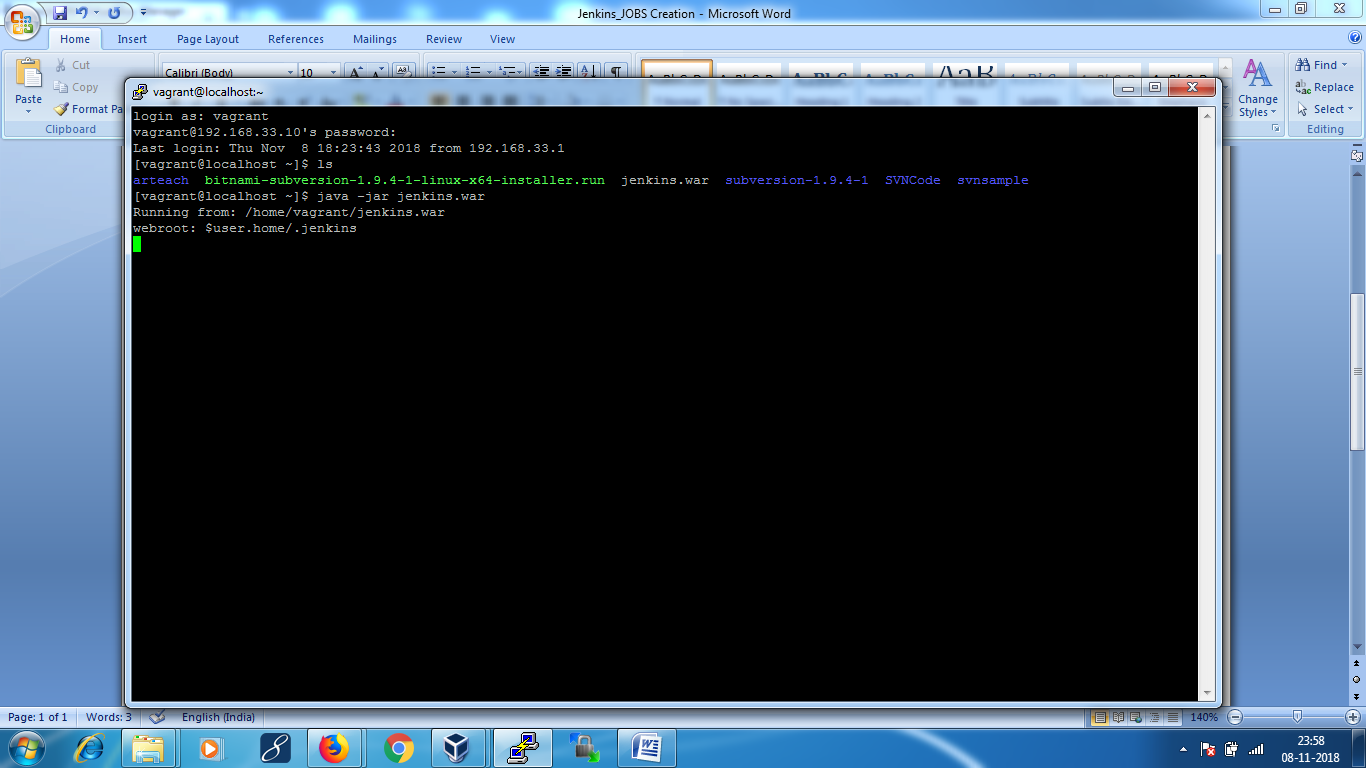 Jenkins_JOBS Creation - Microsoft Word
Home Insert Page Layout References Mailings Review View
Paste
Cut
Copy
Format Pa
Clipboard
Calibri (Body) 10
Change Styles
Find
Replace
Select
Editing
vagrant@localhost:~
login as: vagrant
vagrant@192.168.33.10's password:
Last login: Thu Nov  8 18:23:43 2018 from 192.168.33.1
[vagrant@localhost ~]$ ls
arteach  bitnami-subversion-1.9.4-1-linux-x64-installer.run  jenkins.war  subversion-1.9.4-1  SVNCode  svnsample
[vagrant@localhost ~]$ java -jar jenkins.war
Running from: /home/vagrant/jenkins.war
webroot: $user.home/.jenkins
Page: 1 of 1 Words: 3 English (India) 140%
23:58
08-11-2018